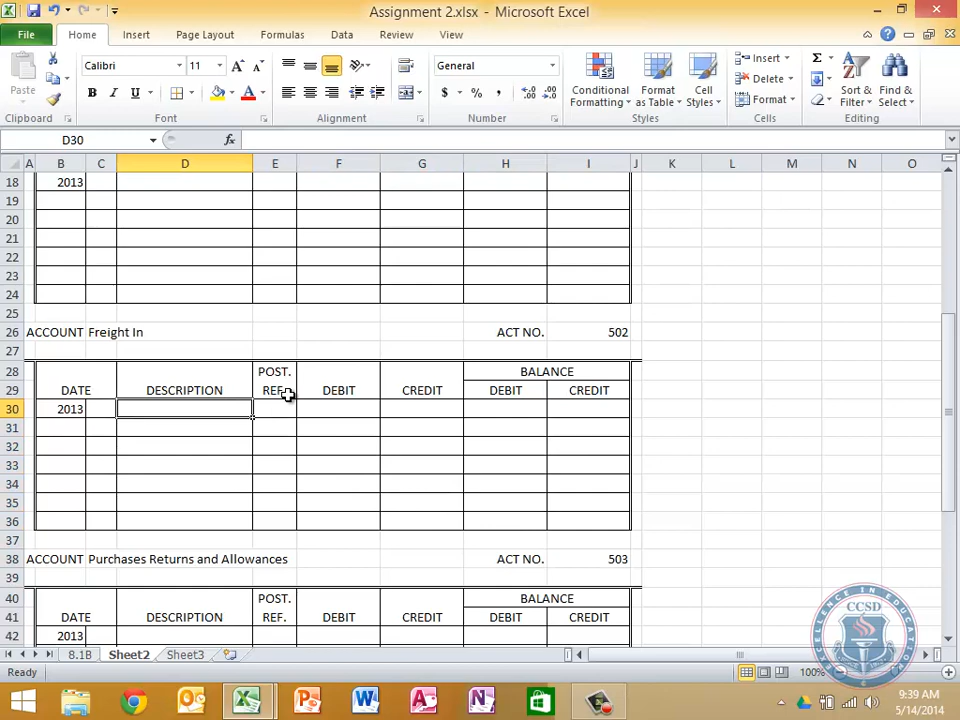 Assignment 2.xlsx - Microsoft Excel
File Home Insert Page Layout Formulas Data Review View
Paste
Calibri 11
B I U A
General
$ % ,
Conditional Formatting
Format as Table
Cell Styles
Insert
Delete
Format
Σ
Sort & Filter
Find & Select
Clipboard Font Alignment Number Styles Cells Editing
D30 fx
A B C D E F G H I J K L M N O
18 2013
19
20
21
22
23
24
25
26 ACCOUNT Freight In ACT NO. 502
27
28 POST. BALANCE
29 DATE DESCRIPTION REF. DEBIT CREDIT DEBIT CREDIT
30 2013
31
32
33
34
35
36
37
38 ACCOUNT Purchases Returns and Allowances ACT NO. 503
39
40 POST. BALANCE
41 DATE DESCRIPTION REF. DEBIT CREDIT DEBIT CREDIT
42 2013
8.1B Sheet2 Sheet3
Ready 100%
CCSD
EXCELLENCE IN EDUCATION
9:39 AM
5/14/2014